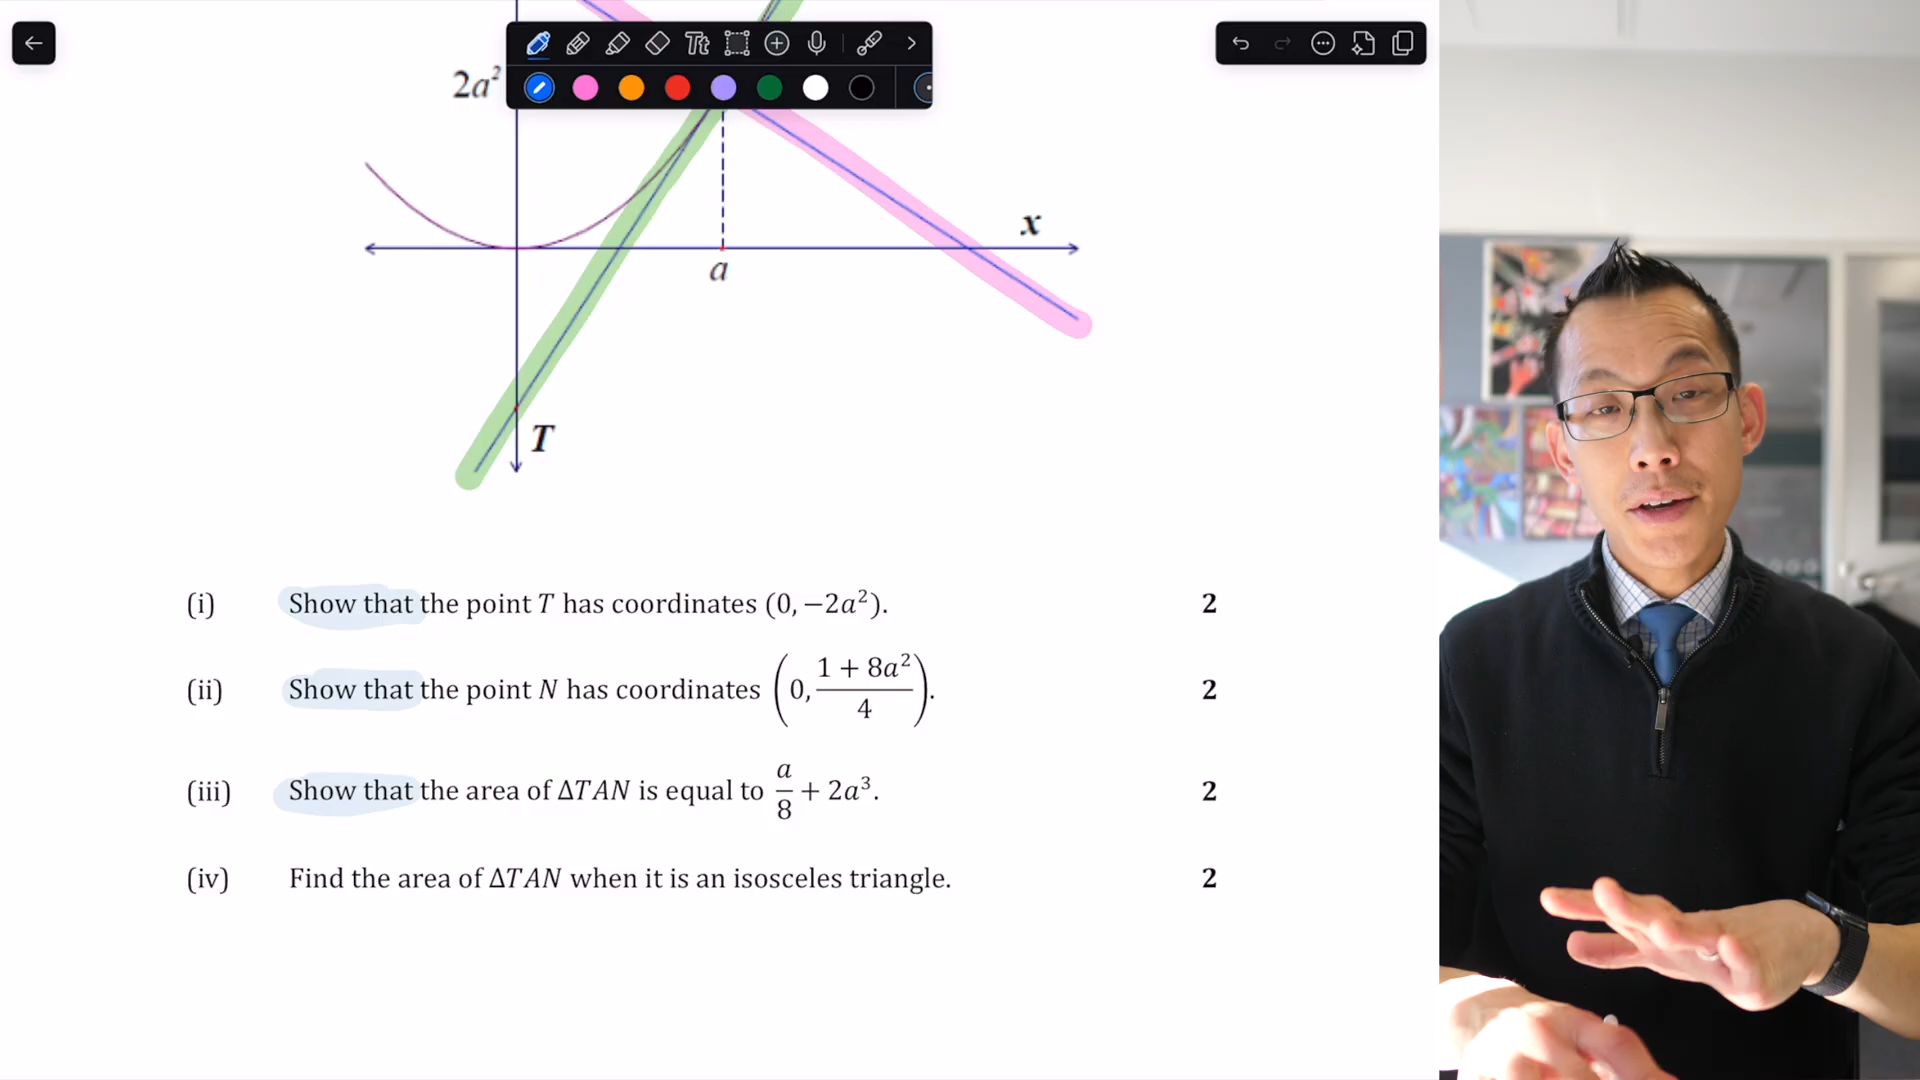 Tt
2a²
x
a
T
(i) Show that the point T has coordinates (0, −2a²). 2
(ii) Show that the point N has coordinates (0, (1 + 8a²)/4). 2
(iii) Show that the area of ΔTAN is equal to a/8 + 2a³. 2
(iv) Find the area of ΔTAN when it is an isosceles triangle. 2